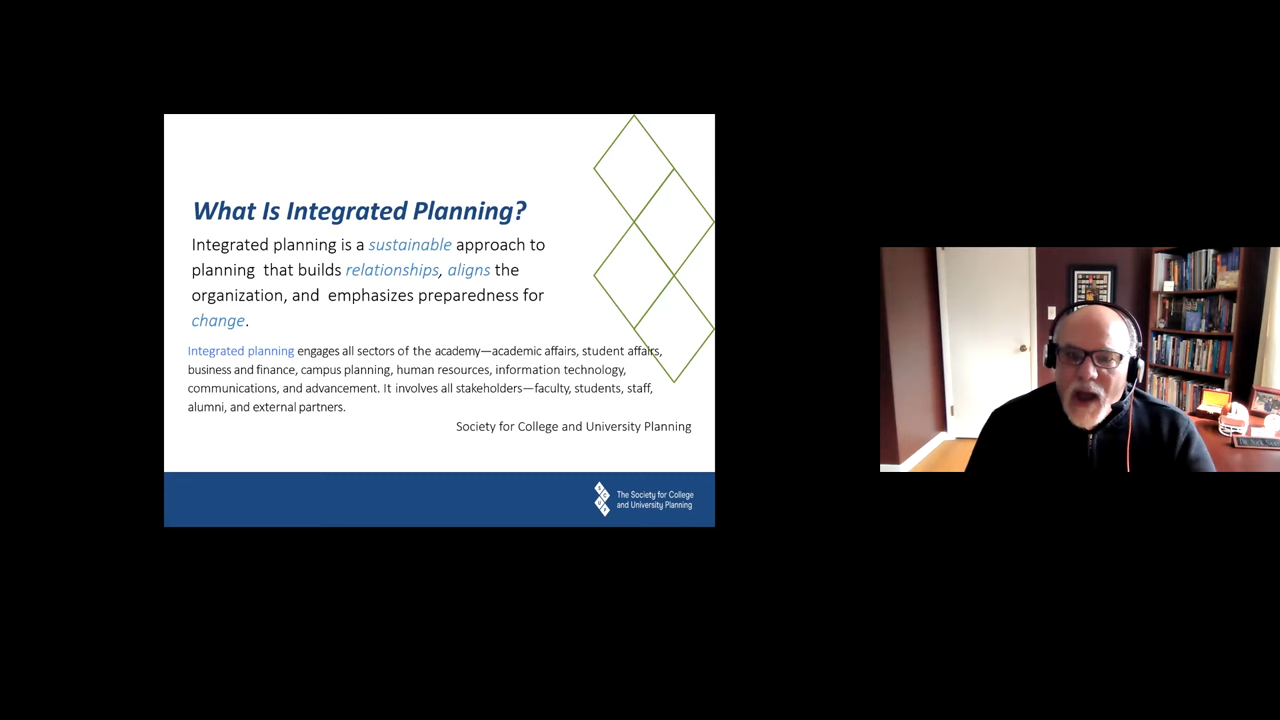 What Is Integrated Planning?
Integrated planning is a sustainable approach to
planning that builds relationships, aligns the
organization, and emphasizes preparedness for
change.
Integrated planning engages all sectors of the academy—academic affairs, student affairs,
business and finance, campus planning, human resources, information technology,
communications, and advancement. It involves all stakeholders—faculty, students, staff,
alumni, and external partners.
Society for College and University Planning
S
C
U
P
The Society for College
and University Planning